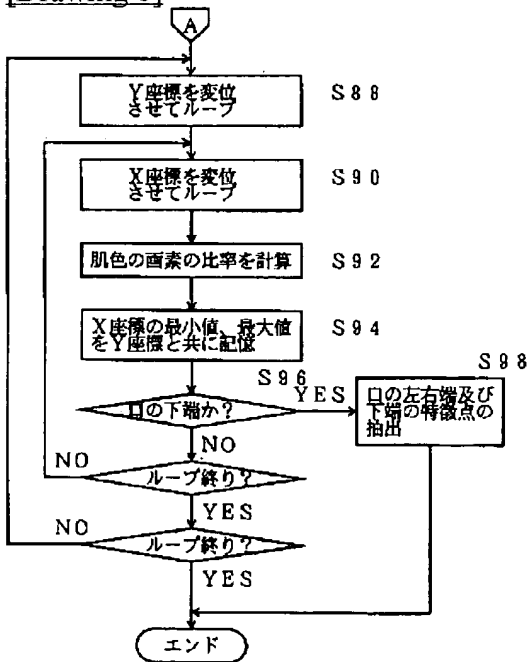 [Drawing 9]
A
Y座標を変位
させてループ
S88
X座標を変位
させてループ
S90
肌色の画素の比率を計算
S92
X座標の最小値、最大値
をY座標と共に記憶
S94
S96
口の下端か?
YES
S98
口の左右端及び
下端の特徴点の
抽出
NO
NO
ループ終り?
YES
NO
ループ終り?
YES
エンド